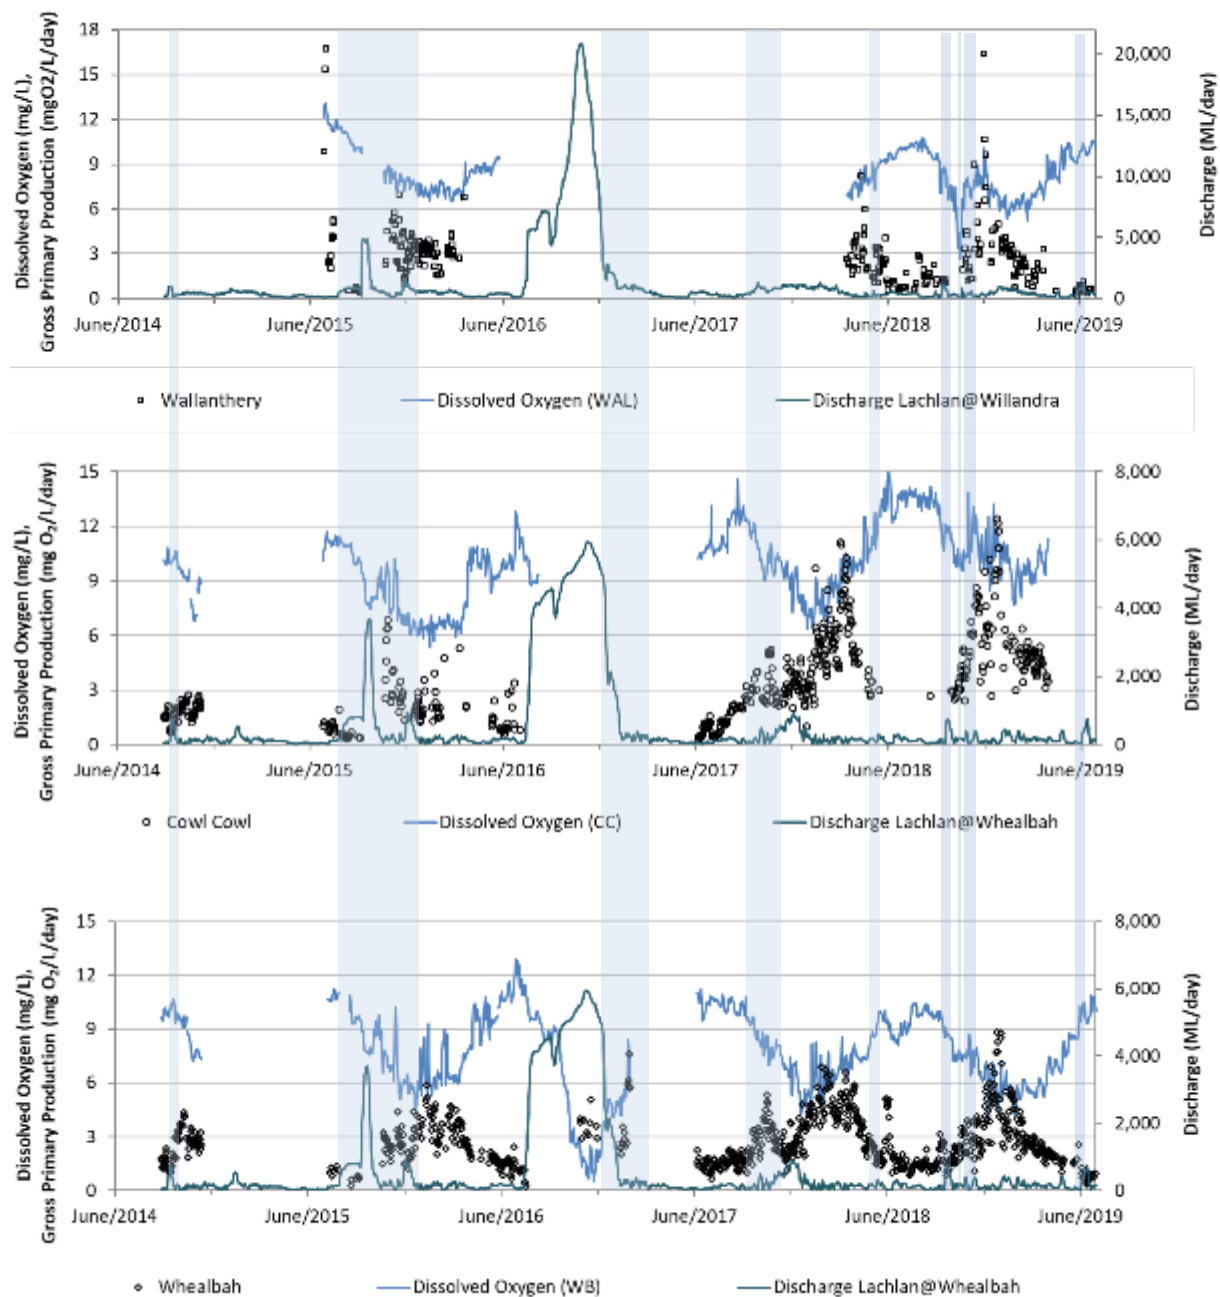 Dissolved Oxygen (mg/L),
Gross Primary Production (mgO2/L/day)
18
15
12
9
6
3
0
20,000
15,000
10,000
5,000
0
Discharge (ML/day)
June/2014
June/2015
June/2016
June/2017
June/2018
June/2019
Wallanthery
Dissolved Oxygen (WAL)
Discharge Lachlan@Willandra
Dissolved Oxygen (mg/L),
Gross Primary Production (mg O₂/L/day)
15
12
9
6
3
0
8,000
6,000
4,000
2,000
0
Discharge (ML/day)
June/2014
June/2015
June/2016
June/2017
June/2018
June/2019
Cowl Cowl
Dissolved Oxygen (CC)
Discharge Lachlan@Whealbah
Dissolved Oxygen (mg/L),
Gross Primary Production (mg O₂/L/day)
15
12
9
6
3
0
8,000
6,000
4,000
2,000
0
Discharge (ML/day)
June/2014
June/2015
June/2016
June/2017
June/2018
June/2019
Whealbah
Dissolved Oxygen (WB)
Discharge Lachlan@Whealbah